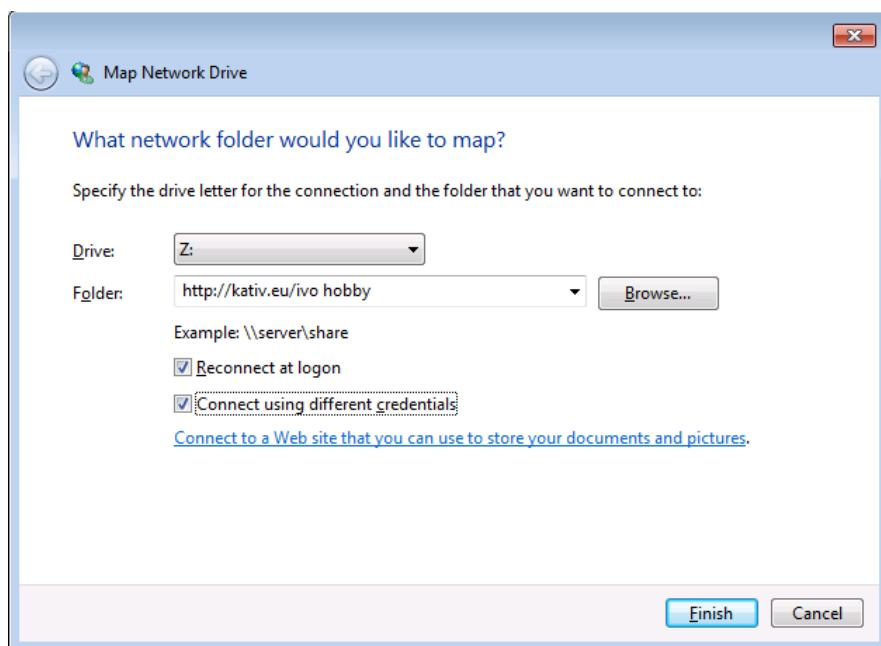 Map Network Drive
What network folder would you like to map?
Specify the drive letter for the connection and the folder that you want to connect to:
Drive: Z:
Folder: http://kativ.eu/ivo hobby Browse...
Example: \\server\share
Reconnect at logon
Connect using different credentials
Connect to a Web site that you can use to store your documents and pictures.
Finish Cancel